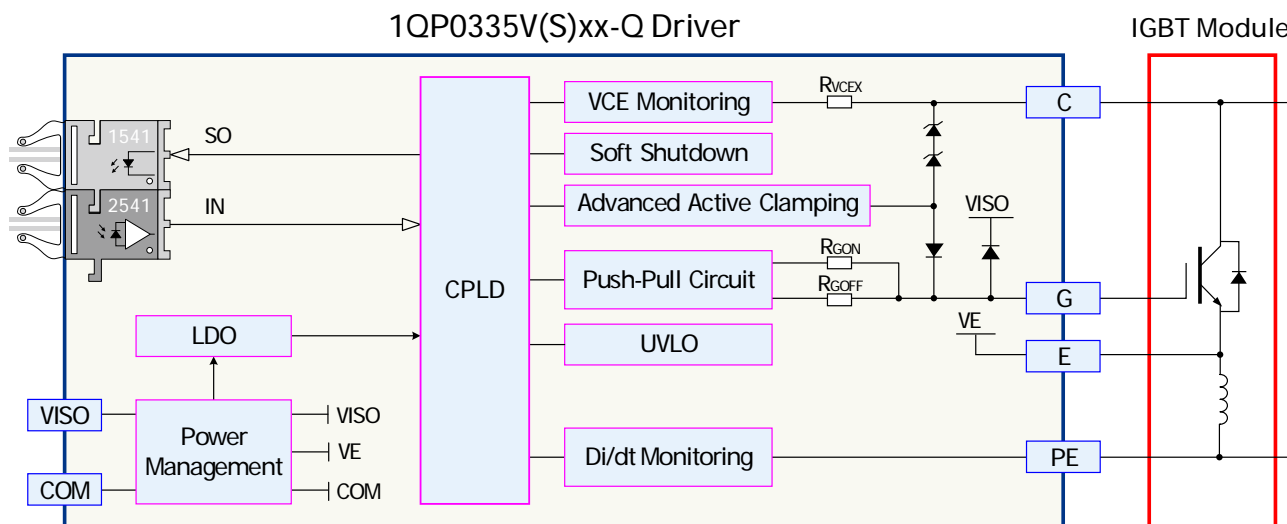 1QP0335V(S)xx-Q Driver
IGBT Module
VCE Monitoring
RVCEX
C
1541
SO
Soft Shutdown
2541
IN
Advanced Active Clamping
VISO
CPLD
Push-Pull Circuit
RGON
RGOFF
G
LDO
UVLO
VE
E
VISO
Power
Management
VISO
VE
COM
COM
Di/dt Monitoring
PE